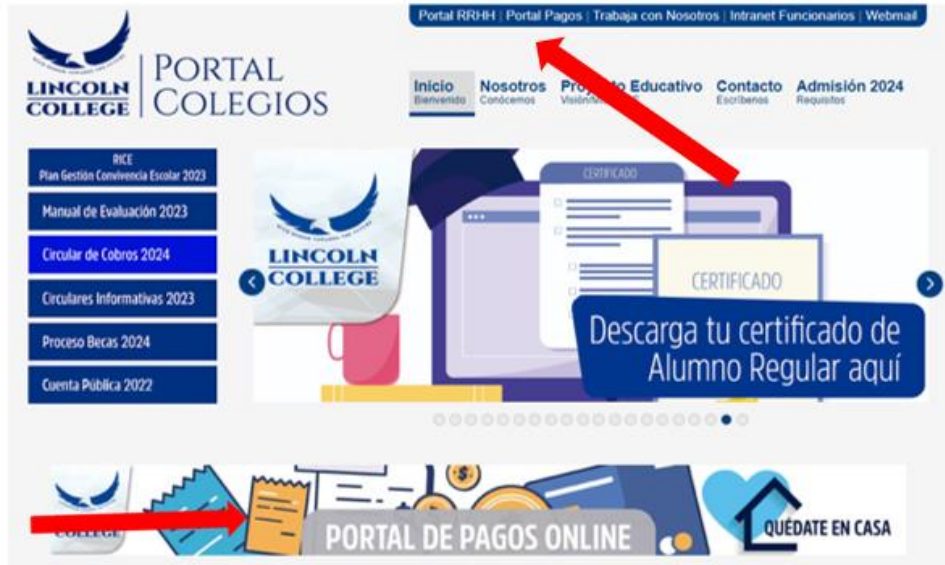 Portal RRHH | Portal Pagos | Trabaja con Nosotros | Intranet Funcionarios | Webmail
LINCOLN
COLLEGE
PORTAL
COLEGIOS
Inicio
Bienvenido
Nosotros
Conócemos
Educativo
Contacto
Escríbenos
Admisión 2024
Requisitos
RICE
Plan Gestión Convivencia Escolar 2023
Manual de Evaluación 2023
Circular de Cobros 2024
Circulares Informativas 2023
Proceso Becas 2024
Cuenta Pública 2022
LINCOLN
COLLEGE
CERTIFICADO
CERTIFICADO
Descarga tu certificado de
Alumno Regular aquí
PORTAL DE PAGOS ONLINE
QUÉDATE EN CASA